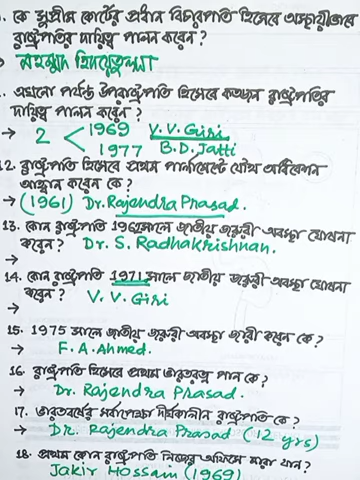 . কে সুপ্রীম কোর্টের প্রধান বিচারপতি হিসেবে অস্থায়ীভাবে
রাষ্ট্রপতির দায়িত্ব পালন করেন?
→ মহম্মদ হিদায়েতুল্লা
. এখনো পর্যন্ত উপরাষ্ট্রপতি হিসেবে কতজন রাষ্ট্রপতির
দায়িত্ব পালন করেন?
→ 2 < 1969 V.V. Giri
1977 B.D. Jatti
2. রাষ্ট্রপতি হিসেবে প্রথম পার্লামেন্টে যৌথ অধিবেশন
আহ্বান করেন কে?
→ (1961) Dr. Rajendra Prasad.
13. কোন রাষ্ট্রপতি 1962সালে জাতীয় জরুরী অবস্থা ঘোষনা
করেন? Dr. S. Radhakrishnan.
→
14. কোন রাষ্ট্রপতি 1971 সালে জাতীয় জরুরী অবস্থা ঘোষনা
করেন? V. V. Giri
→
15. 1975 সালে জাতীয় জরুরী অবস্থা জারী করেন কে?
→ F. A. Ahmed.
16. রাষ্ট্রপতি হিসেবে প্রথম ভারতরত্ন পান কে?
→ Dr. Rajendra Prasad.
17. ভারতবর্ষের সর্বাপেক্ষা দীর্ঘকালীন রাষ্ট্রপতি কে?
→ Dr. Rajendra Prasad (12 yrs)
18. প্রথম কোন রাষ্ট্রপতি নিজের অফিসে মারা যান?
→ Jakir Hossain (1969)